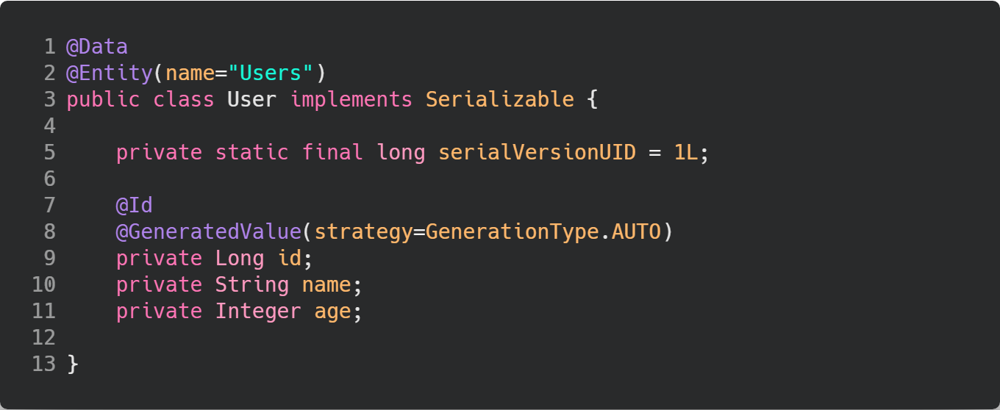 1 @Data
2 @Entity(name="Users")
3 public class User implements Serializable {
4
5     private static final long serialVersionUID = 1L;
6
7     @Id
8     @GeneratedValue(strategy=GenerationType.AUTO)
9     private Long id;
10     private String name;
11     private Integer age;
12
13 }